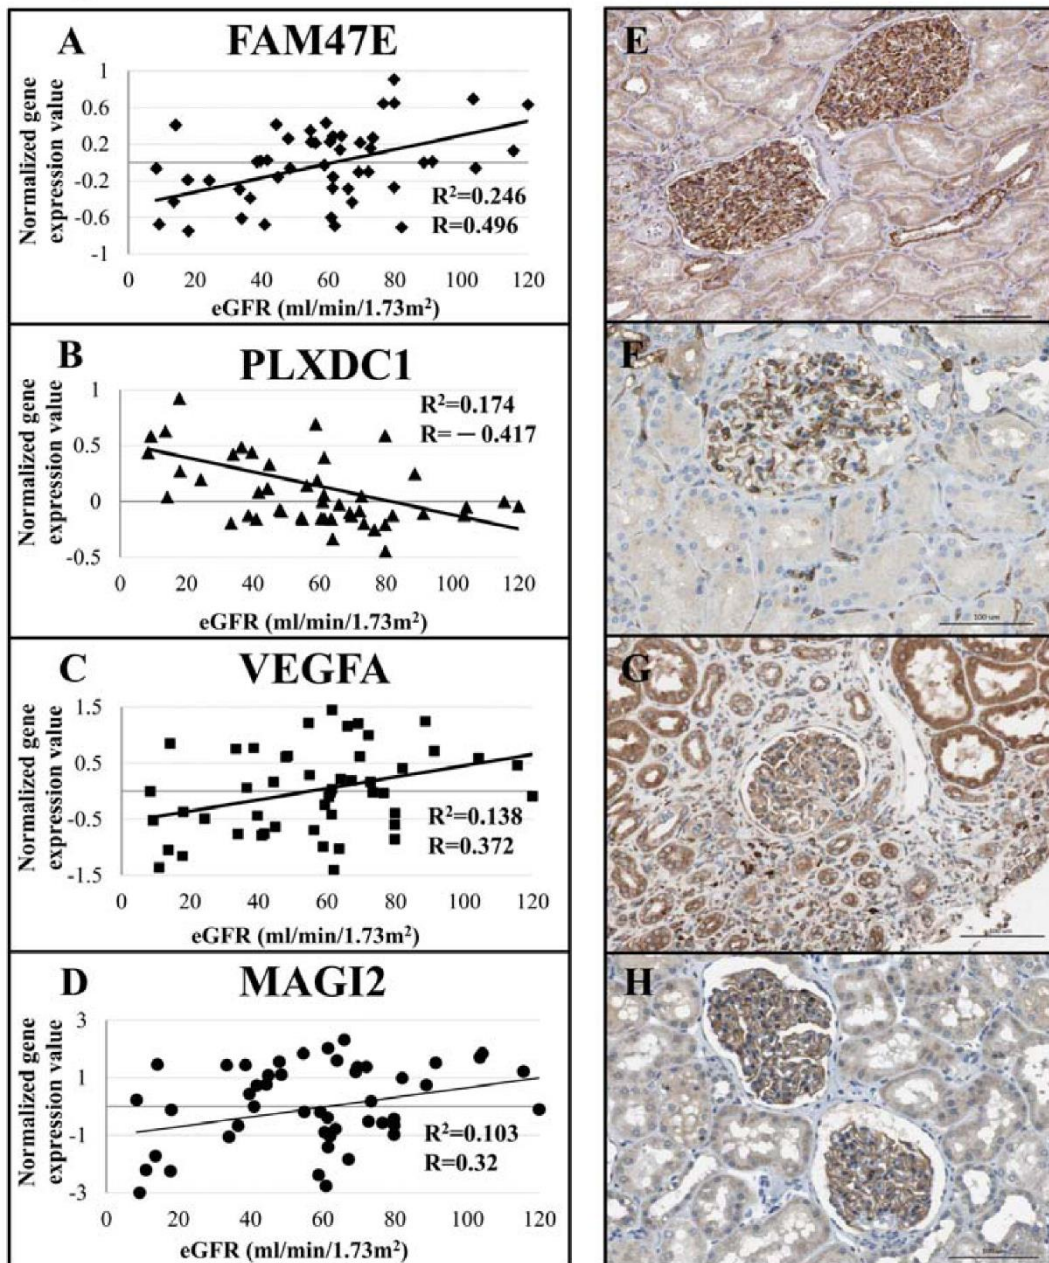 A
FAM47E
Normalized gene
expression value
1
0.6
0.2
-0.2
-0.6
-1
R²=0.246
R=0.496
0 20 40 60 80 100 120
eGFR (ml/min/1.73m²)
B
PLXDC1
Normalized gene
expression value
1
0.5
0
-0.5
R²=0.174
R= — 0.417
0 20 40 60 80 100 120
eGFR (ml/min/1.73m²)
C
VEGFA
Normalized gene
expression value
1.5
0.5
-0.5
-1.5
R²=0.138
R=0.372
0 20 40 60 80 100 120
eGFR (ml/min/1.73m²)
D
MAGI2
Normalized gene
expression value
3
1
-1
-3
R²=0.103
R=0.32
0 20 40 60 80 100 120
eGFR (ml/min/1.73m²)
E
F
100 um
G
100 um
H